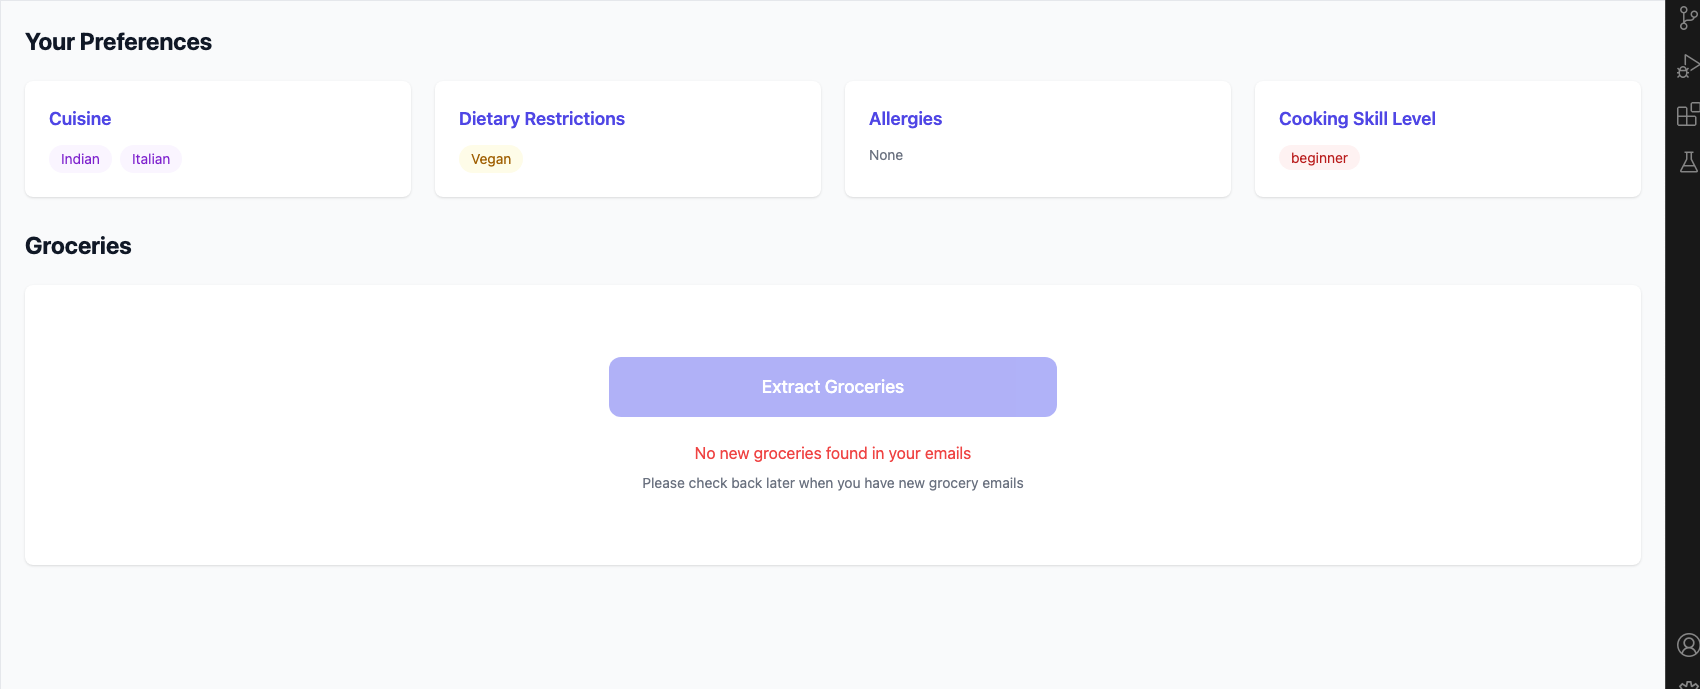 Your Preferences
Cuisine
Indian Italian
Dietary Restrictions
Vegan
Allergies
None
Cooking Skill Level
beginner
Groceries
Extract Groceries
No new groceries found in your emails
Please check back later when you have new grocery emails